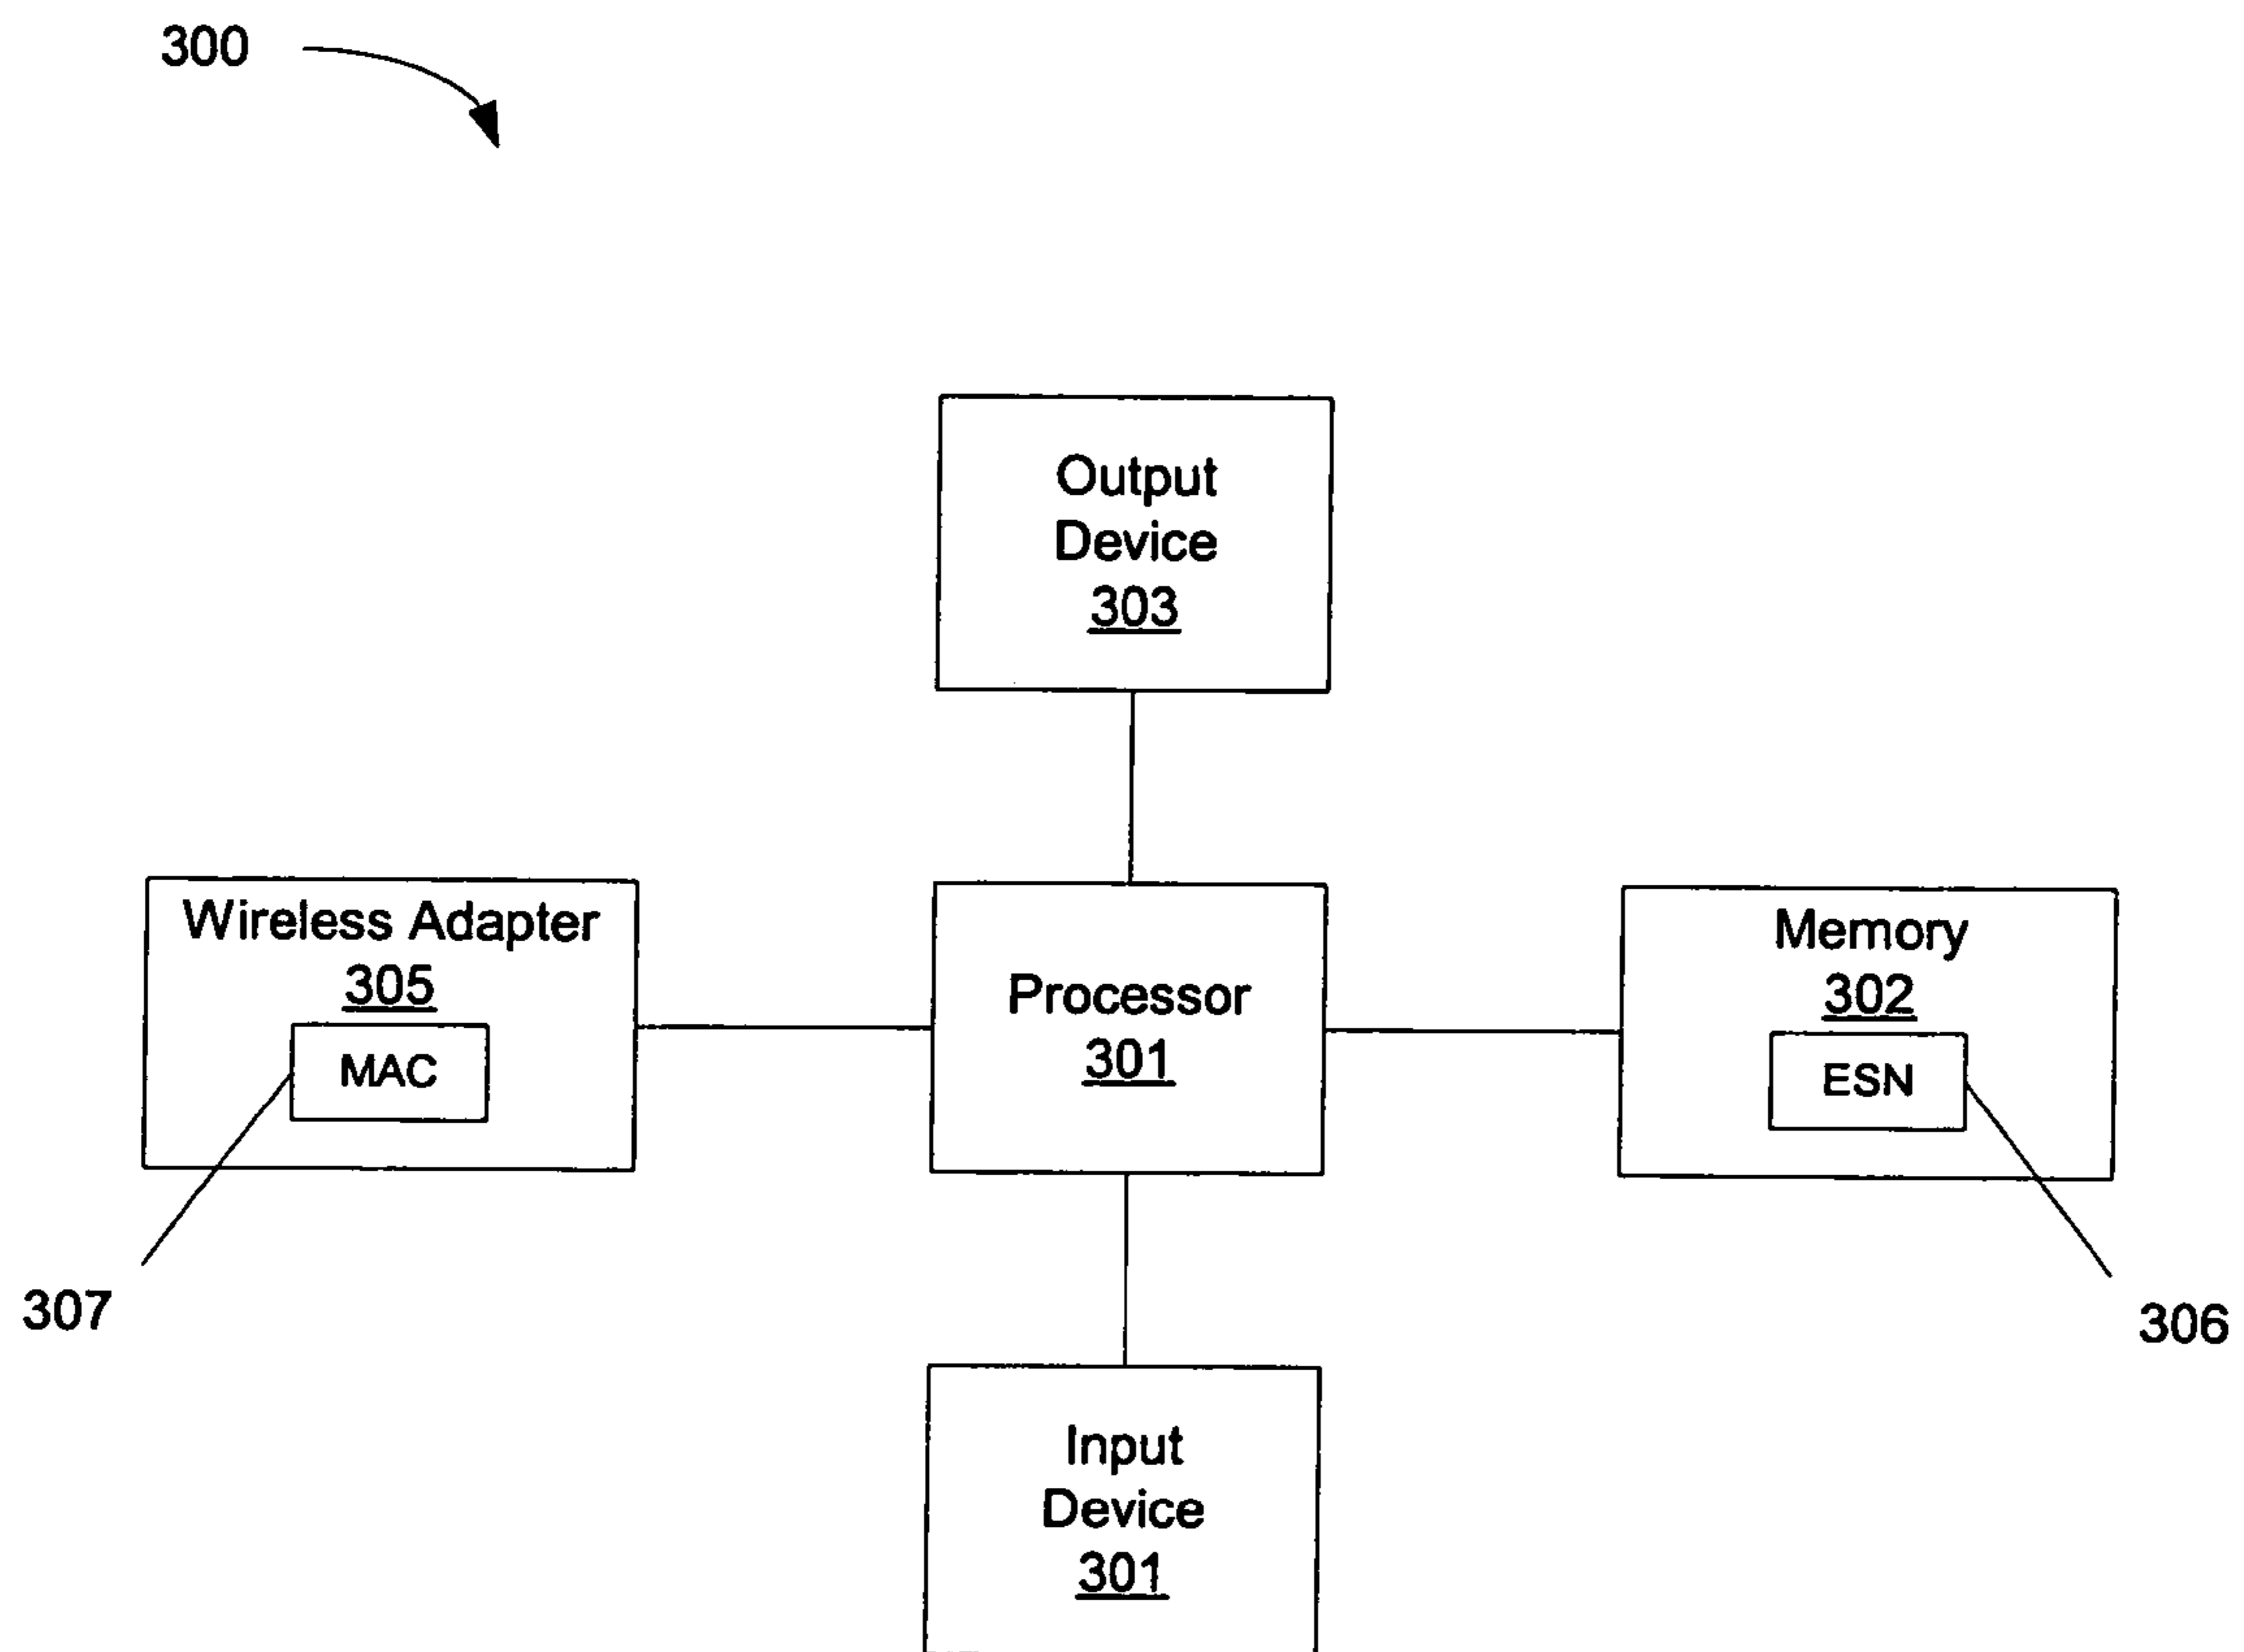 300
Output
Device
303
Wireless Adapter
305
MAC
Processor
301
Memory
302
ESN
307
306
Input
Device
301